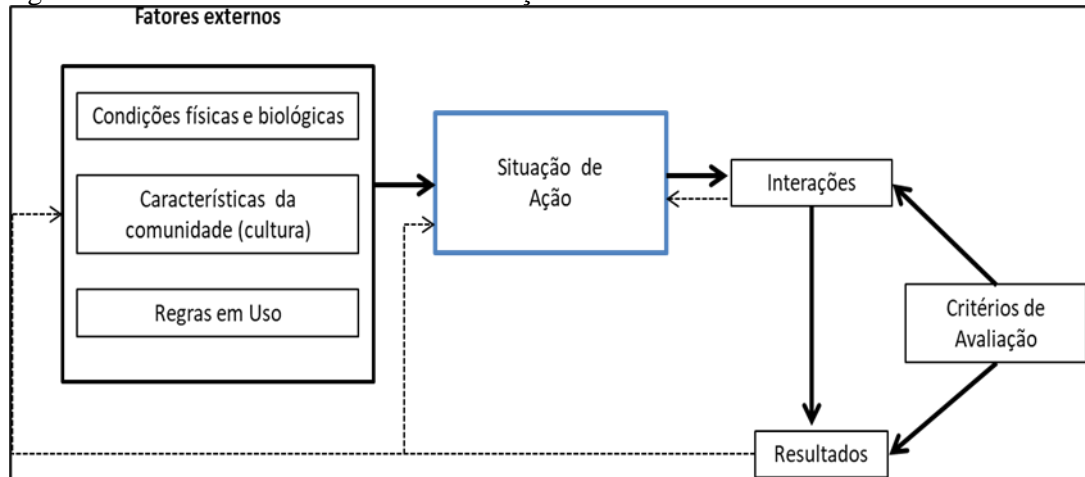 Fatores externos
Condições físicas e biológicas
Características da
comunidade (cultura)
Regras em Uso
Situação de
Ação
Interações
Critérios de
Avaliação
Resultados